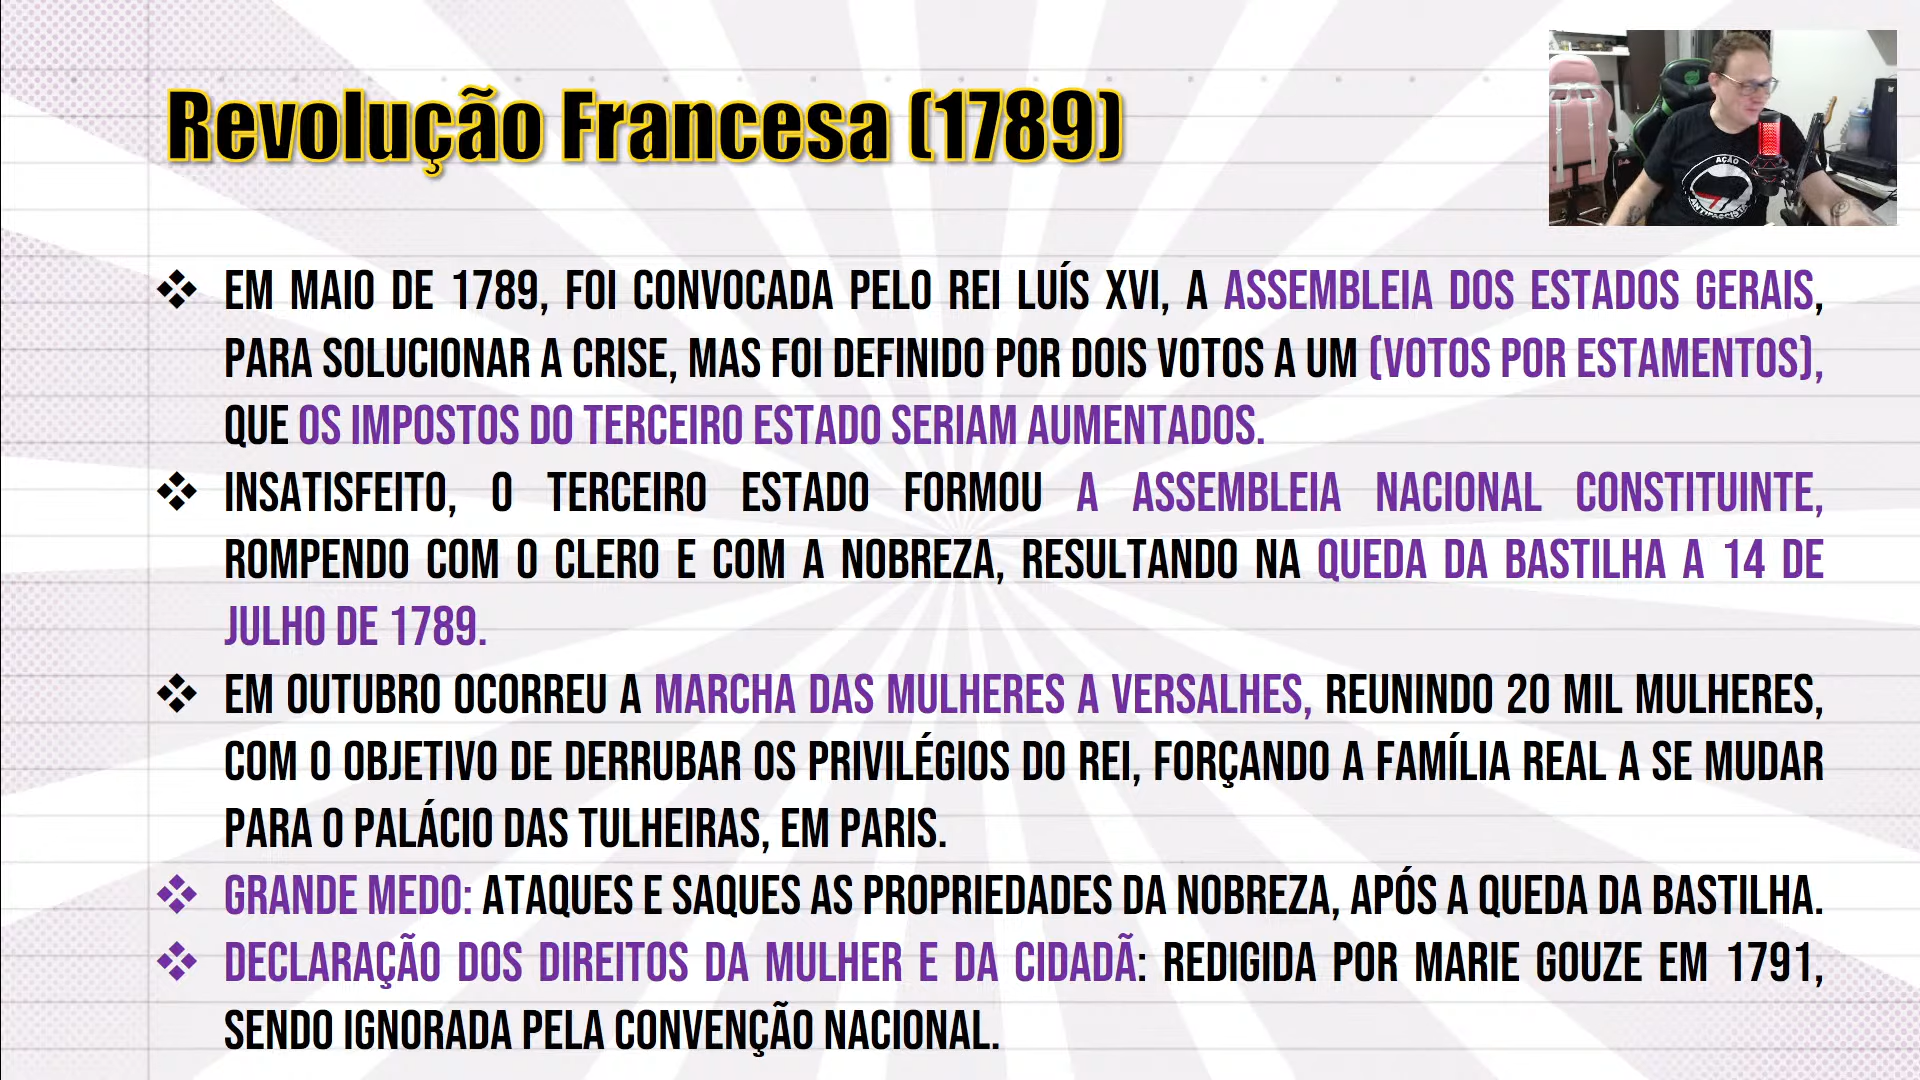 Revolução Francesa (1789)
AÇÃO
ANTIFASCISTA
❖ EM MAIO DE 1789, FOI CONVOCADA PELO REI LUÍS XVI, A ASSEMBLEIA DOS ESTADOS GERAIS,
PARA SOLUCIONAR A CRISE, MAS FOI DEFINIDO POR DOIS VOTOS A UM (VOTOS POR ESTAMENTOS),
QUE OS IMPOSTOS DO TERCEIRO ESTADO SERIAM AUMENTADOS.
❖ INSATISFEITO, O TERCEIRO ESTADO FORMOU A ASSEMBLEIA NACIONAL CONSTITUINTE,
ROMPENDO COM O CLERO E COM A NOBREZA, RESULTANDO NA QUEDA DA BASTILHA A 14 DE
JULHO DE 1789.
❖ EM OUTUBRO OCORREU A MARCHA DAS MULHERES A VERSALHES, REUNINDO 20 MIL MULHERES,
COM O OBJETIVO DE DERRUBAR OS PRIVILÉGIOS DO REI, FORÇANDO A FAMÍLIA REAL A SE MUDAR
PARA O PALÁCIO DAS TULHEIRAS, EM PARIS.
❖ GRANDE MEDO: ATAQUES E SAQUES AS PROPRIEDADES DA NOBREZA, APÓS A QUEDA DA BASTILHA.
❖ DECLARAÇÃO DOS DIREITOS DA MULHER E DA CIDADÃ: REDIGIDA POR MARIE GOUZE EM 1791,
SENDO IGNORADA PELA CONVENÇÃO NACIONAL.